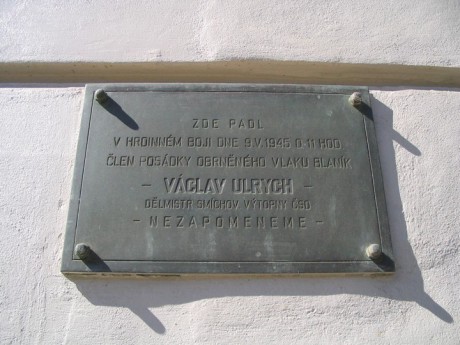 ZDE PADL
V HRDINNÉM BOJI DNE 9.V.1945 O 11 HOD.
ČLEN POSÁDKY OBRNĚNÉHO VLAKU BLANÍK
- VÁCLAV ULRYCH -
DÍLMISTR SMÍCHOV VÝTOPNY ČSD
- NEZAPOMENEME -